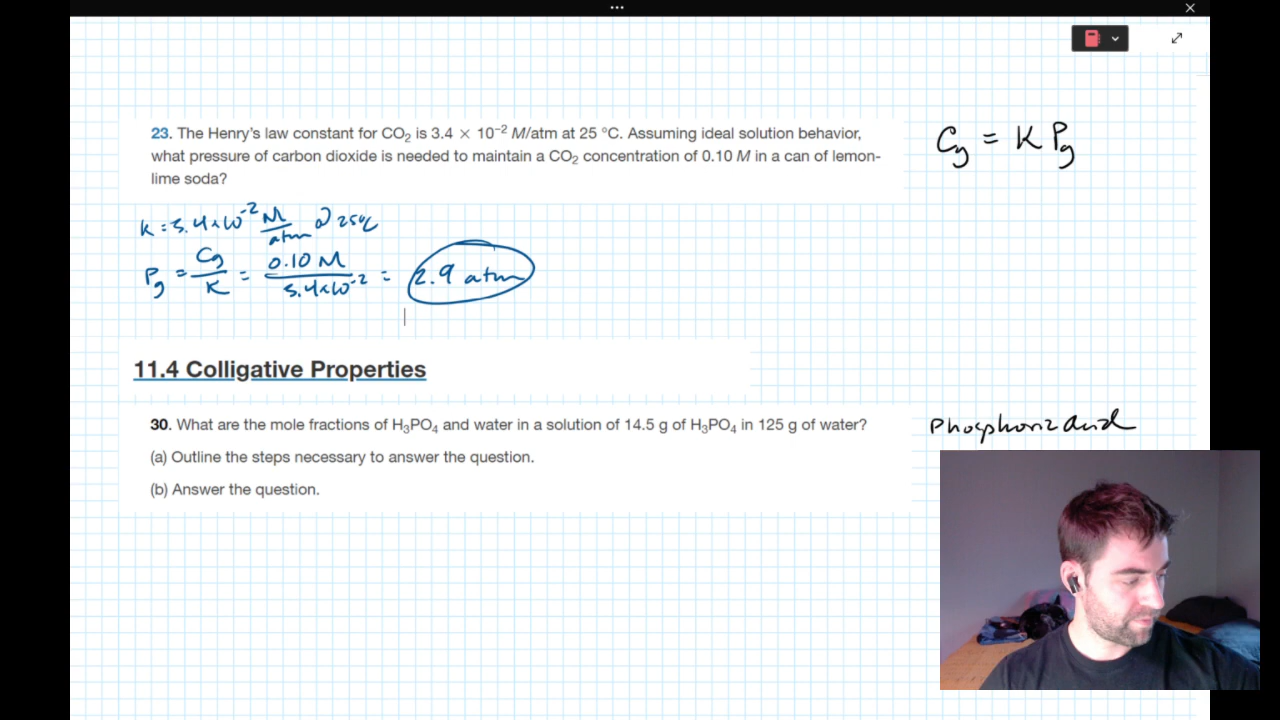 23. The Henry's law constant for CO₂ is 3.4 × 10⁻² M/atm at 25 °C. Assuming ideal solution behavior,
what pressure of carbon dioxide is needed to maintain a CO₂ concentration of 0.10 M in a can of lemon-
lime soda?
Cg = K Pg
K = 3.4×10⁻² M/atm @ 25°C
Pg = Cg/K = 0.10 M / 3.4×10⁻² = 2.9 atm
11.4 Colligative Properties
30. What are the mole fractions of H₃PO₄ and water in a solution of 14.5 g of H₃PO₄ in 125 g of water?
Phosphoric acid
(a) Outline the steps necessary to answer the question.
(b) Answer the question.